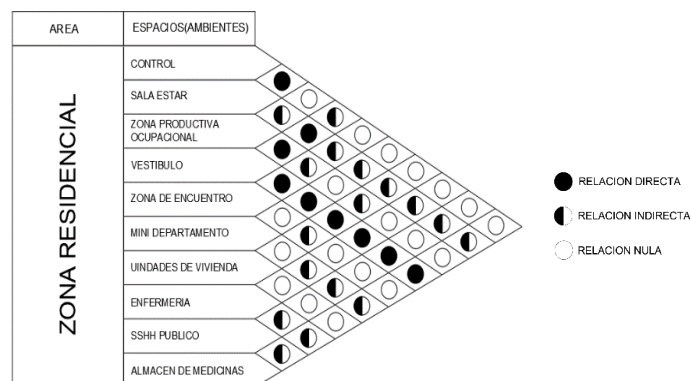 AREA
ESPACIOS(AMBIENTES)
ZONA RESIDENCIAL
CONTROL
SALA ESTAR
ZONA PRODUCTIVA
OCUPACIONAL
VESTIBULO
ZONA DE ENCUENTRO
MINI DEPARTAMENTO
UINDADES DE VIVIENDA
ENFERMERIA
SSHH PUBLICO
ALMACEN DE MEDICINAS
RELACION DIRECTA
RELACION INDIRECTA
RELACION NULA